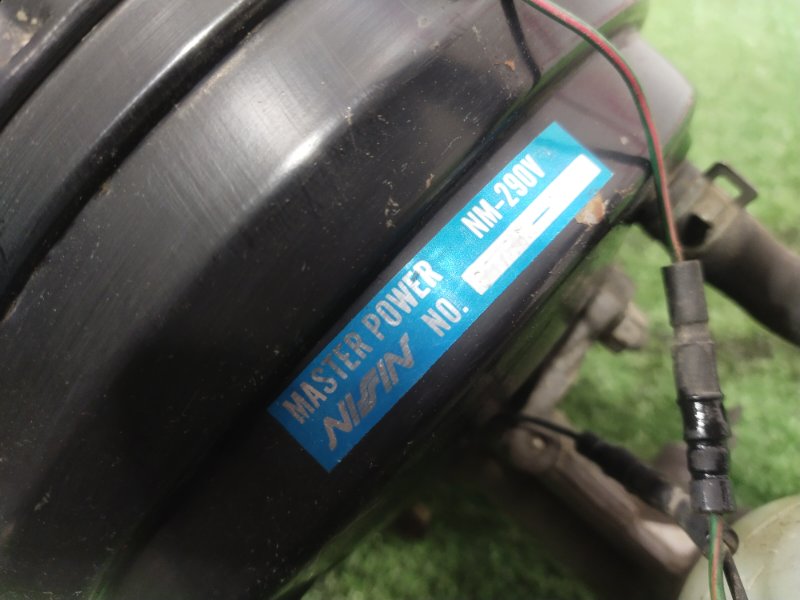 MASTER POWER NM-290V
NISSIN NO.